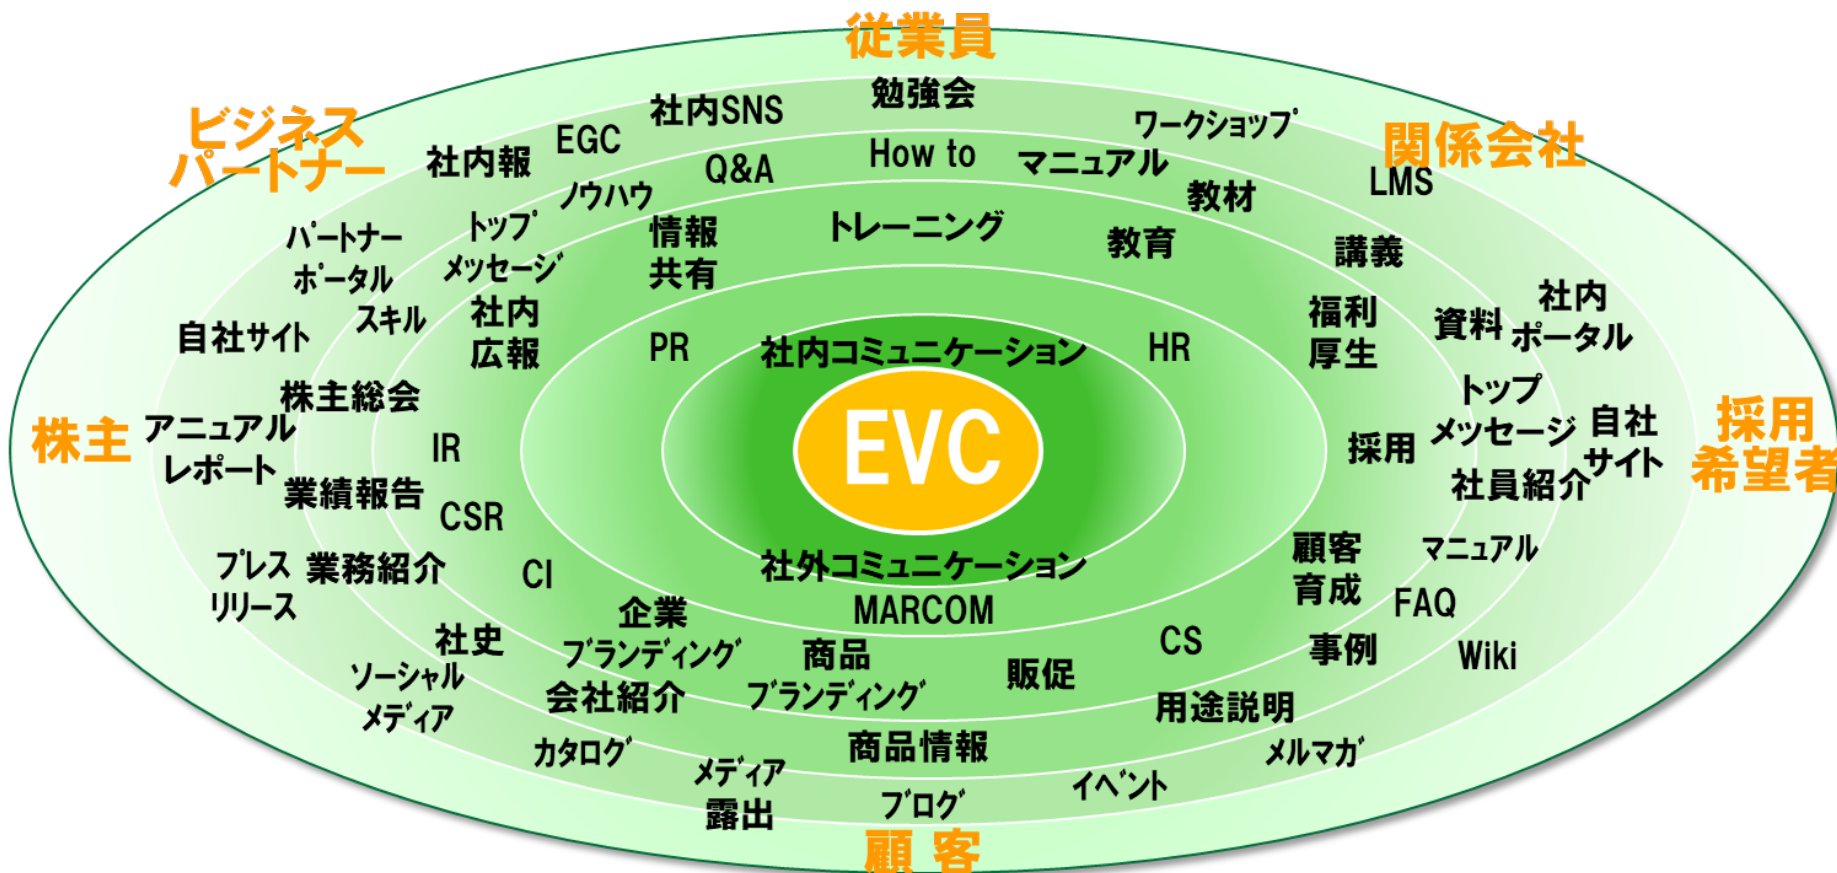 従業員
勉強会
社内SNS
EGC
社内報
ワークショップ
関係会社
LMS
ビジネス
パートナー
How to
Q&A
ノウハウ
マニュアル
教材
トップ
メッセージ
情報
共有
トレーニング
教育
講義
パートナー
ポータル
スキル
自社サイト
社内
広報
PR
社内コミュニケーション
HR
福利
厚生
資料
社内
ポータル
株主
アニュアル
レポート
株主総会
業績報告
IR
CSR
EVC
採用
トップ
メッセージ
社員紹介
自社
サイト
採用
希望者
プレス
リリース
業務紹介
CI
社外コミュニケーション
MARCOM
顧客
育成
マニュアル
FAQ
社史
企業
ブランディング
商品
ブランディング
販促
CS
事例
Wiki
ソーシャル
メディア
会社紹介
用途説明
カタログ
商品情報
メルマガ
メディア
露出
ブログ
イベント
顧 客